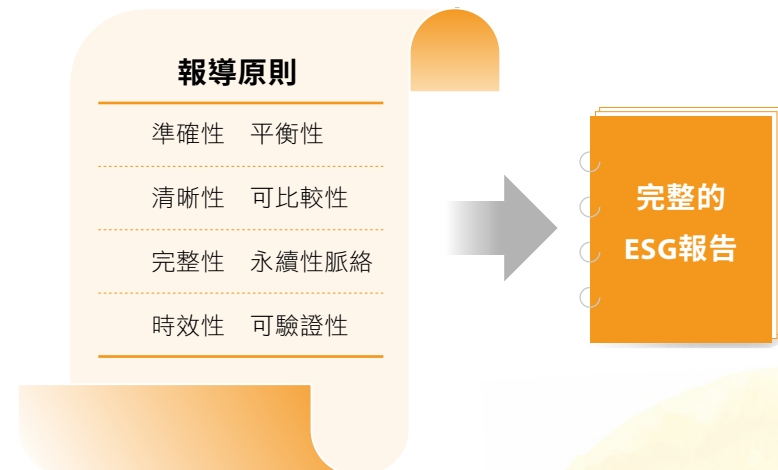 報導原則
準確性 平衡性
清晰性 可比較性
完整性 永續性脈絡
時效性 可驗證性
完整的
ESG報告